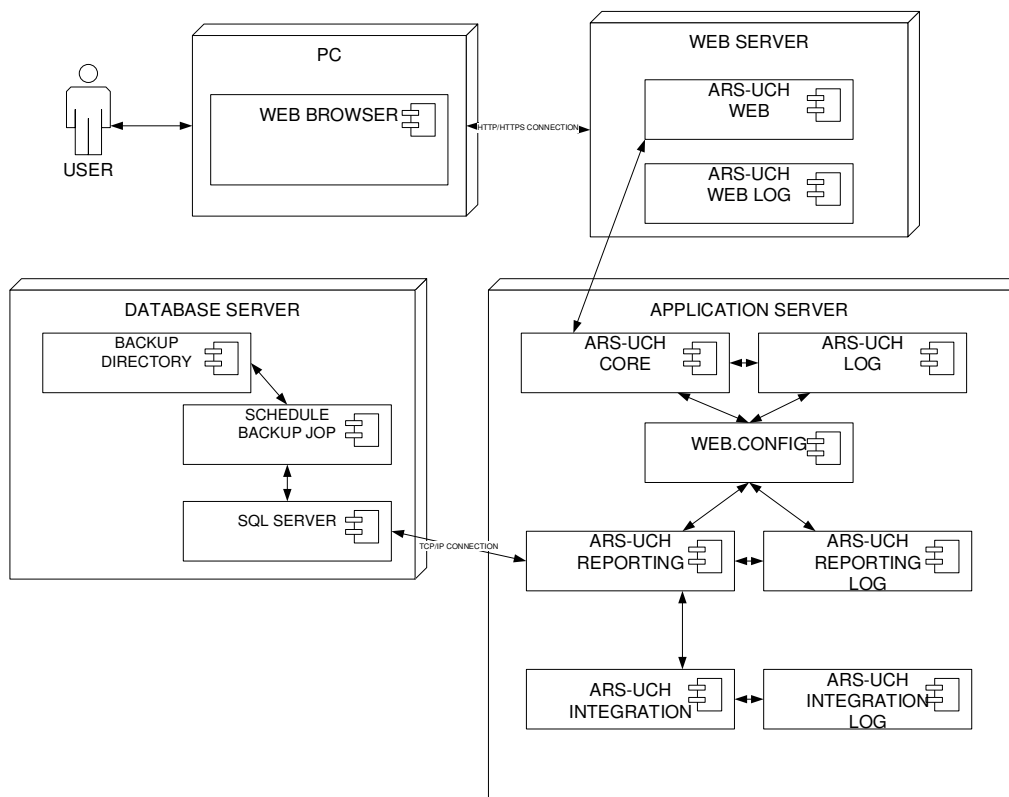 PC
WEB BROWSER
USER
HTTP/HTTPS CONNECTION
WEB SERVER
ARS-UCH
WEB
ARS-UCH
WEB LOG
DATABASE SERVER
BACKUP
DIRECTORY
SCHEDULE
BACKUP JOP
SQL SERVER
TCP/IP CONNECTION
APPLICATION SERVER
ARS-UCH
CORE
ARS-UCH
LOG
WEB.CONFIG
ARS-UCH
REPORTING
ARS-UCH
REPORTING
LOG
ARS-UCH
INTEGRATION
ARS-UCH
INTEGRATION
LOG